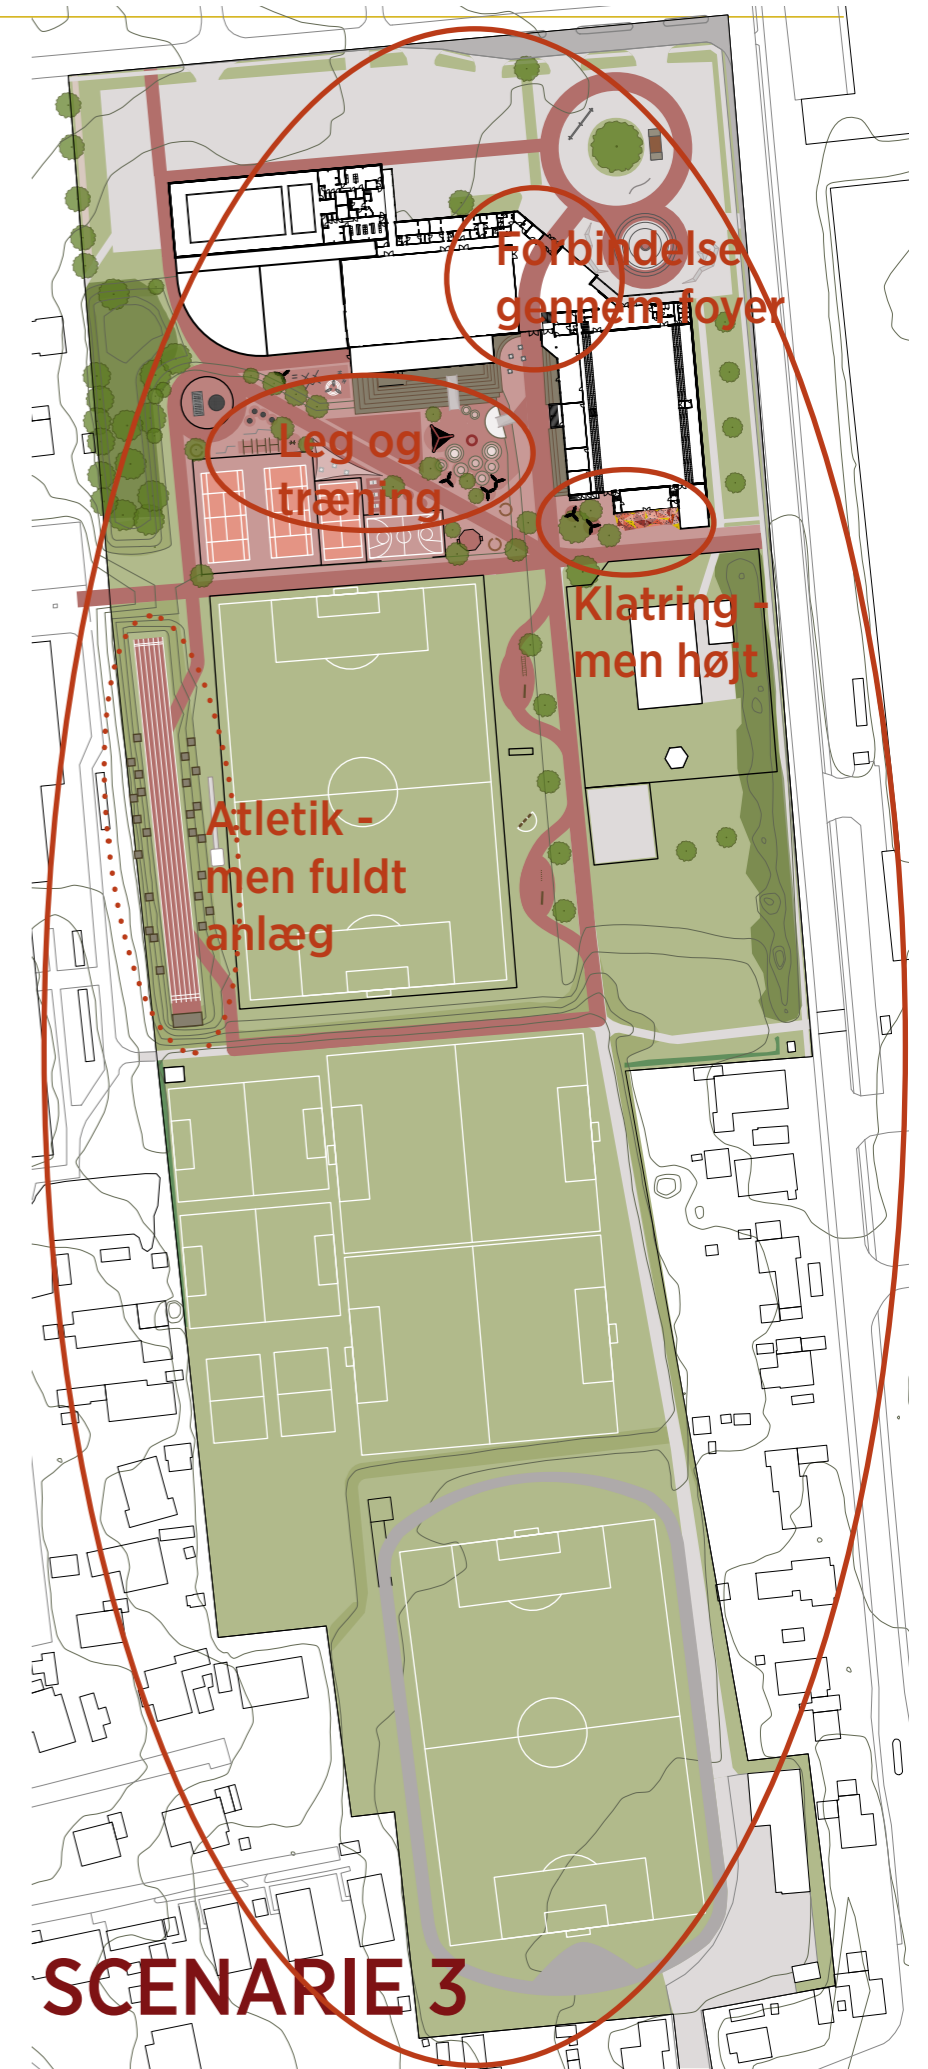 Forbindelse
gennem foyer
Leg og
træning
Klatring -
men højt
Atletik -
men fuldt
anlæg
SCENARIE 3